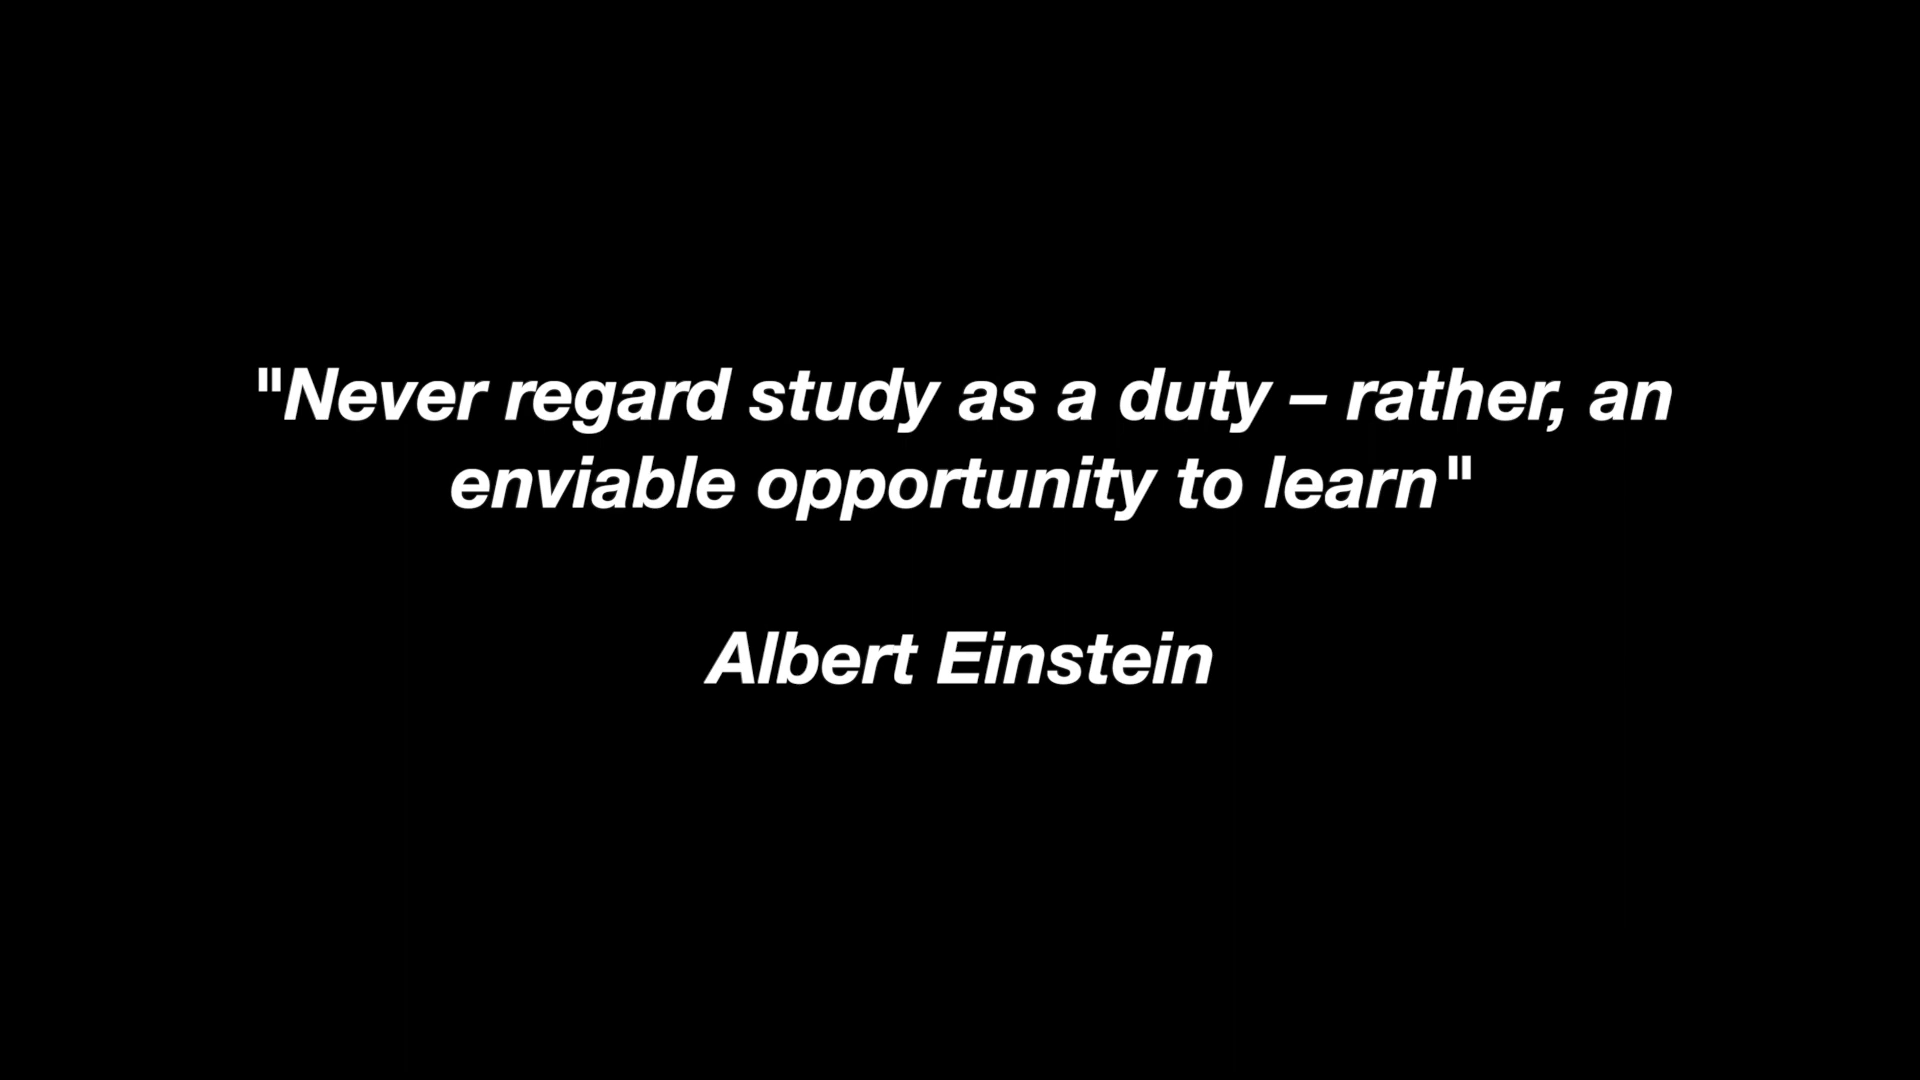 "Never regard study as a duty – rather, an
enviable opportunity to learn"
Albert Einstein